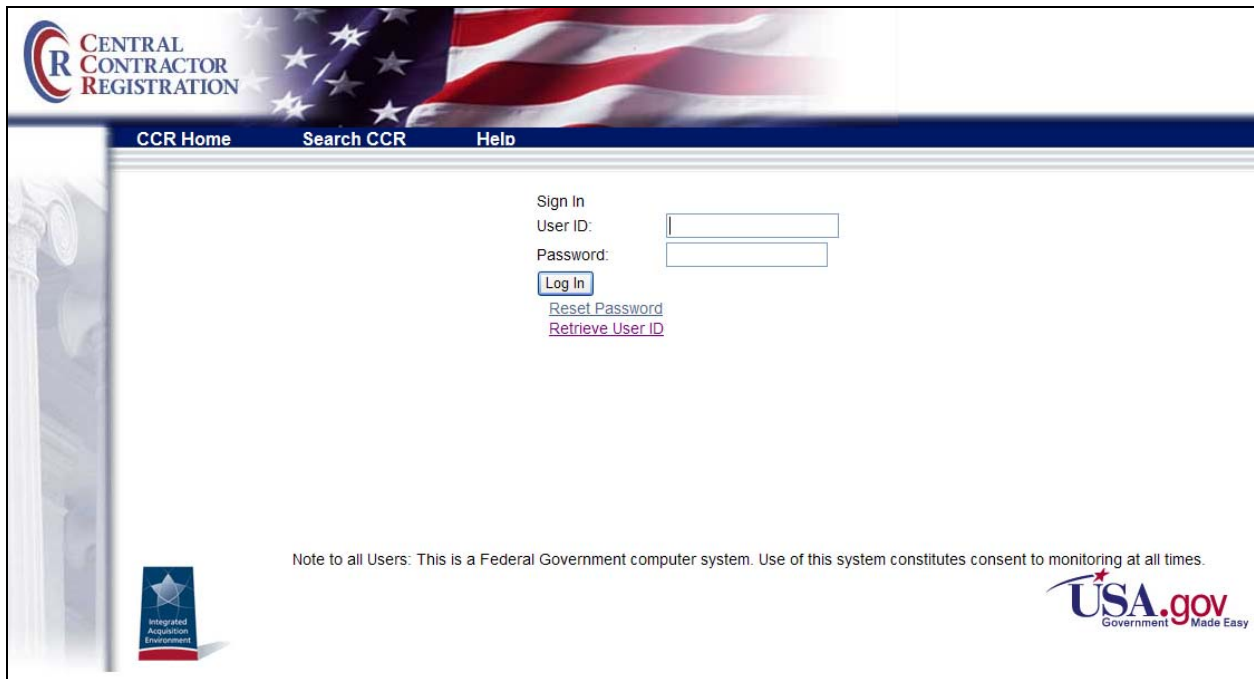 CENTRAL
CONTRACTOR
REGISTRATION
CCR Home Search CCR Help
Sign In
User ID:
Password:
Log In
Reset Password
Retrieve User ID
Note to all Users: This is a Federal Government computer system. Use of this system constitutes consent to monitoring at all times.
Integrated
Acquisition
Environment
USA.gov
Government Made Easy